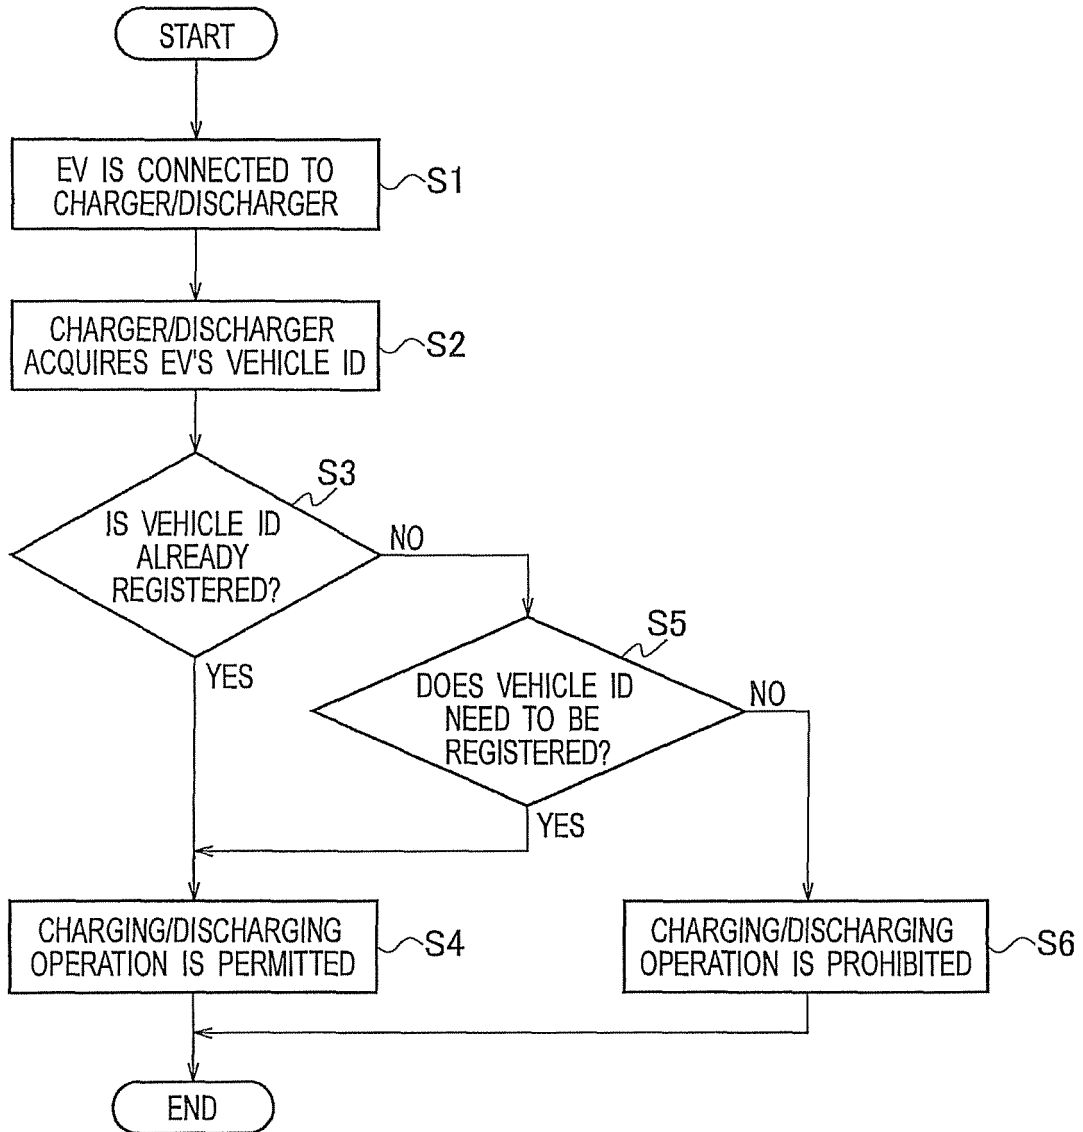 START
EV IS CONNECTED TO
CHARGER/DISCHARGER
S1
CHARGER/DISCHARGER
ACQUIRES EV'S VEHICLE ID
S2
S3
IS VEHICLE ID
ALREADY
REGISTERED?
NO
YES
S5
DOES VEHICLE ID
NEED TO BE
REGISTERED?
NO
YES
CHARGING/DISCHARGING
OPERATION IS PERMITTED
S4
CHARGING/DISCHARGING
OPERATION IS PROHIBITED
S6
END